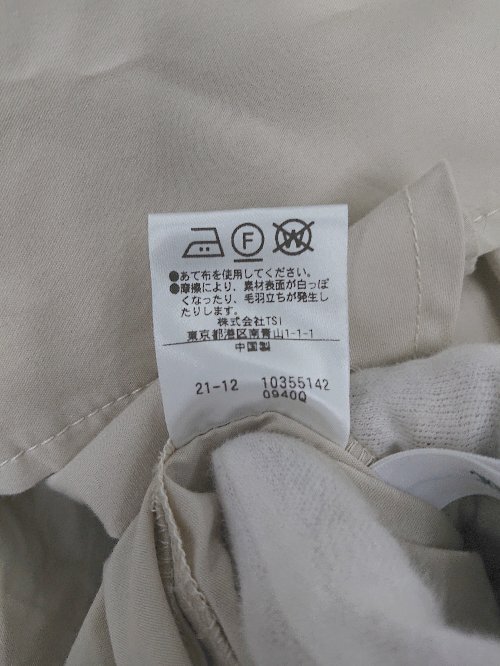 F W
●あて布を使用してください。
●摩擦により、素材表面が白っぽ
くなったり、毛羽立ちが発生し
たりします。
株式会社TSI
東京都港区南青山1-1-1
中国製
21-12 10355142
0940Q